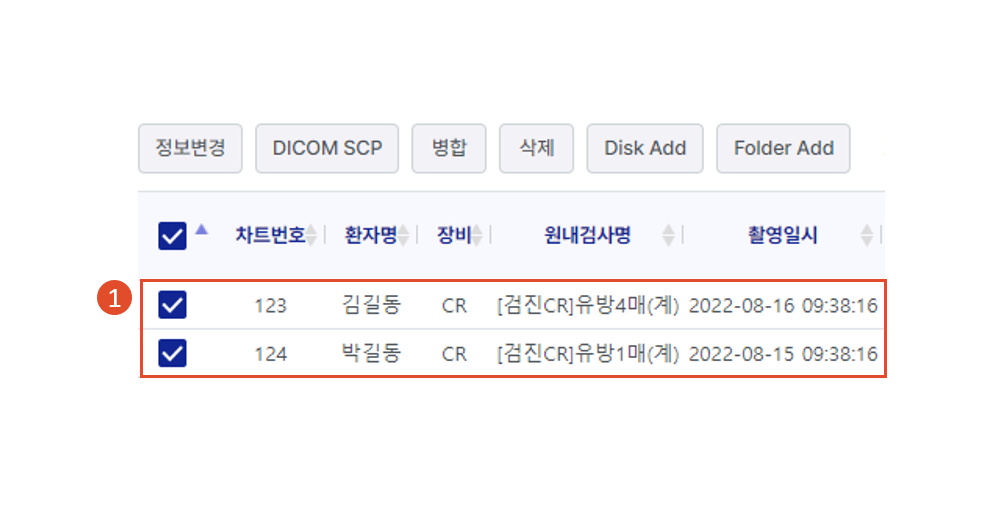 정보변경 DICOM SCP 병합 삭제 Disk Add Folder Add
차트번호 환자명 장비 원내검사명 촬영일시
1
123 김길동 CR [검진CR]유방4매(계) 2022-08-16 09:38:16
124 박길동 CR [검진CR]유방1매(계) 2022-08-15 09:38:16